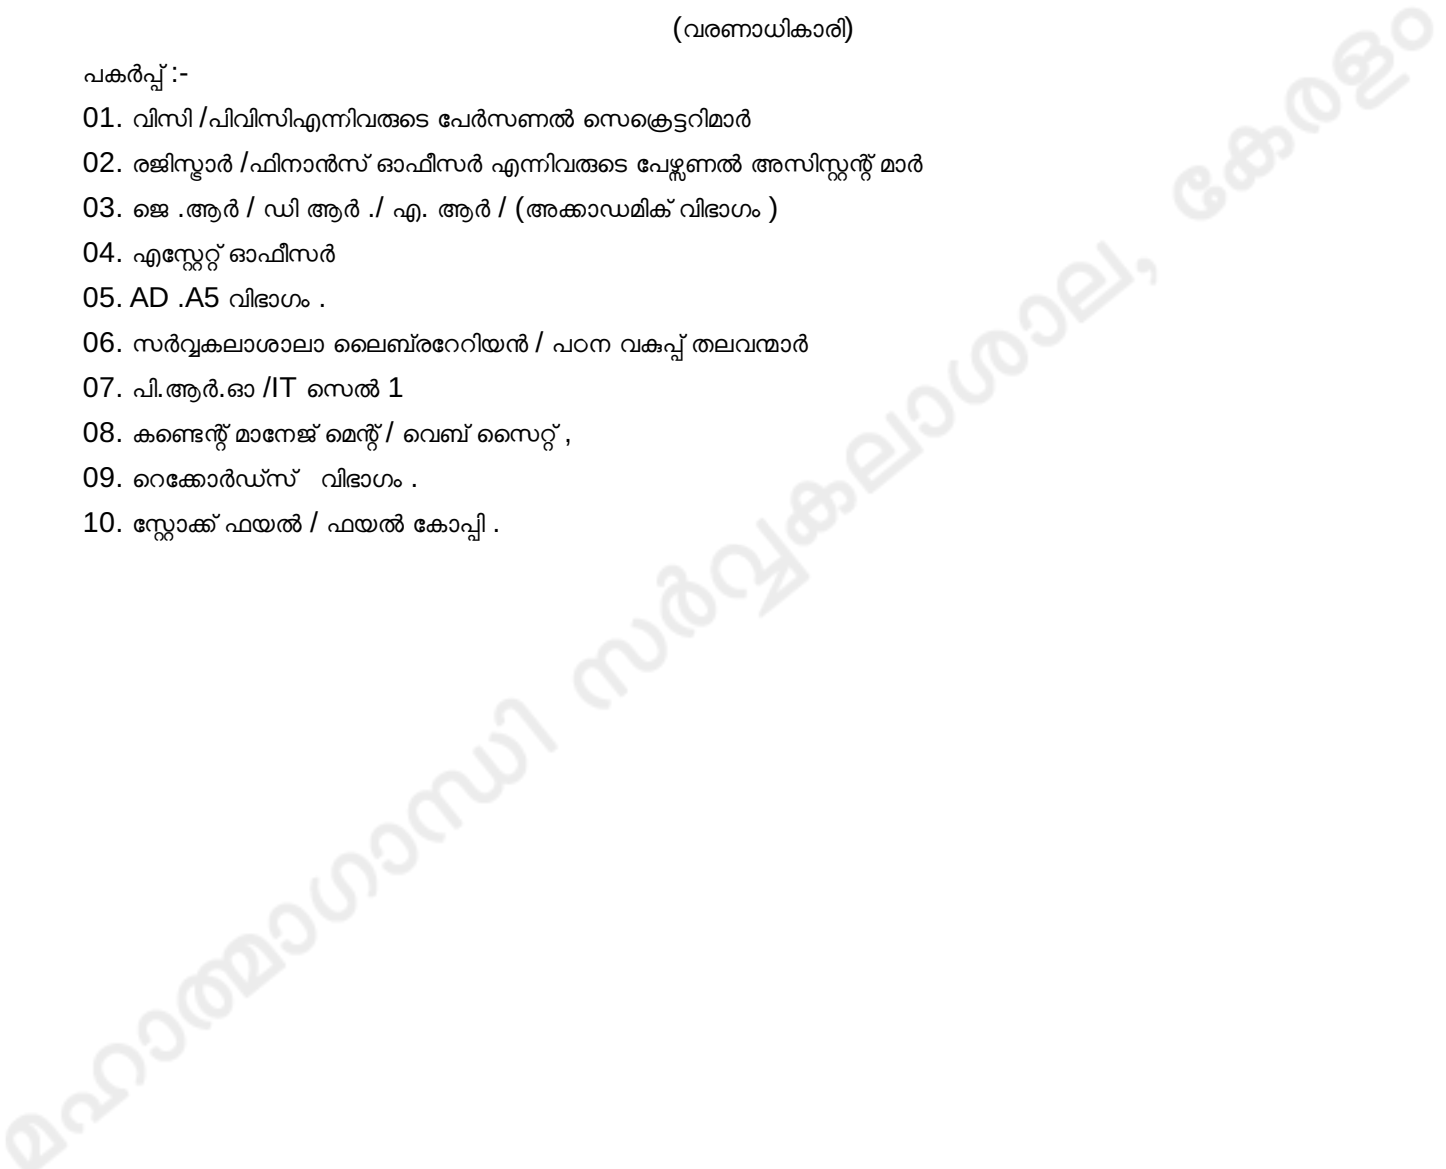 (വരണാധികാരി)
പകർപ്പ് :-
01. വിസി /പിവിസിഎന്നിവരുടെ പേർസണൽ സെക്രെട്ടറിമാർ
02. രജിസ്ട്രാർ /ഫിനാൻസ് ഓഫീസർ എന്നിവരുടെ പേഴ്സണൽ അസിസ്റ്റന്റ് മാർ
03. ജെ .ആർ / ഡി ആർ ./ എ. ആർ / (അക്കാഡമിക് വിഭാഗം )
04. എസ്റ്റേറ്റ് ഓഫീസർ
05. AD .A5 വിഭാഗം .
06. സർവ്വകലാശാലാ ലൈബ്രറേറിയൻ / പഠന വകുപ്പ് തലവന്മാർ
07. പി.ആർ.ഓ /IT സെൽ 1
08. കണ്ടെന്റ് മാനേജ് മെന്റ് / വെബ് സൈറ്റ് ,
09. റെക്കോർഡ്സ് വിഭാഗം .
10. സ്റ്റോക്ക് ഫയൽ / ഫയൽ കോപ്പി .
മഹാത്മാഗാന്ധി സർവ്വകലാശാല, കേരളം